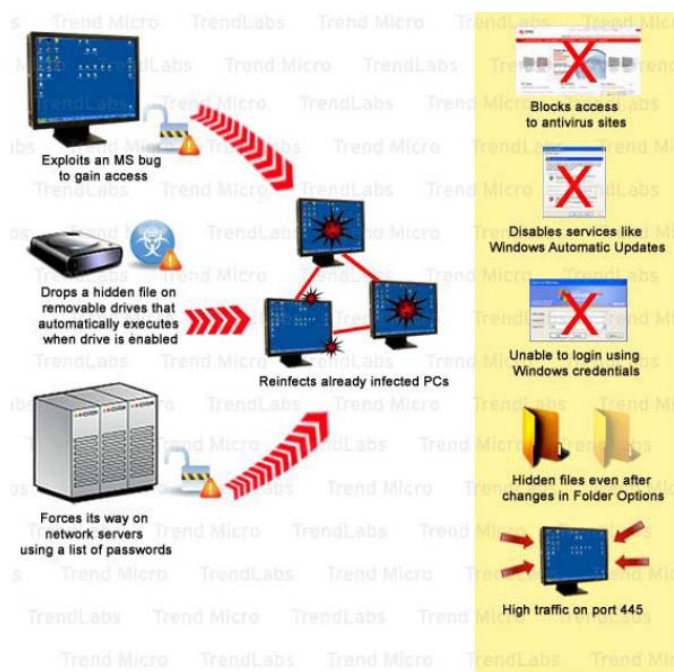 Exploits an MS bug
to gain access
Drops a hidden file on
removable drives that
automatically executes
when drive is enabled
Forces its way on
network servers
using a list of passwords
Reinfects already infected PCs
Blocks access
to antivirus sites
Disables services like
Windows Automatic Updates
Unable to login using
Windows credentials
Hidden files even after
changes in Folder Options
High traffic on port 445
TrendLabs Trend Micro